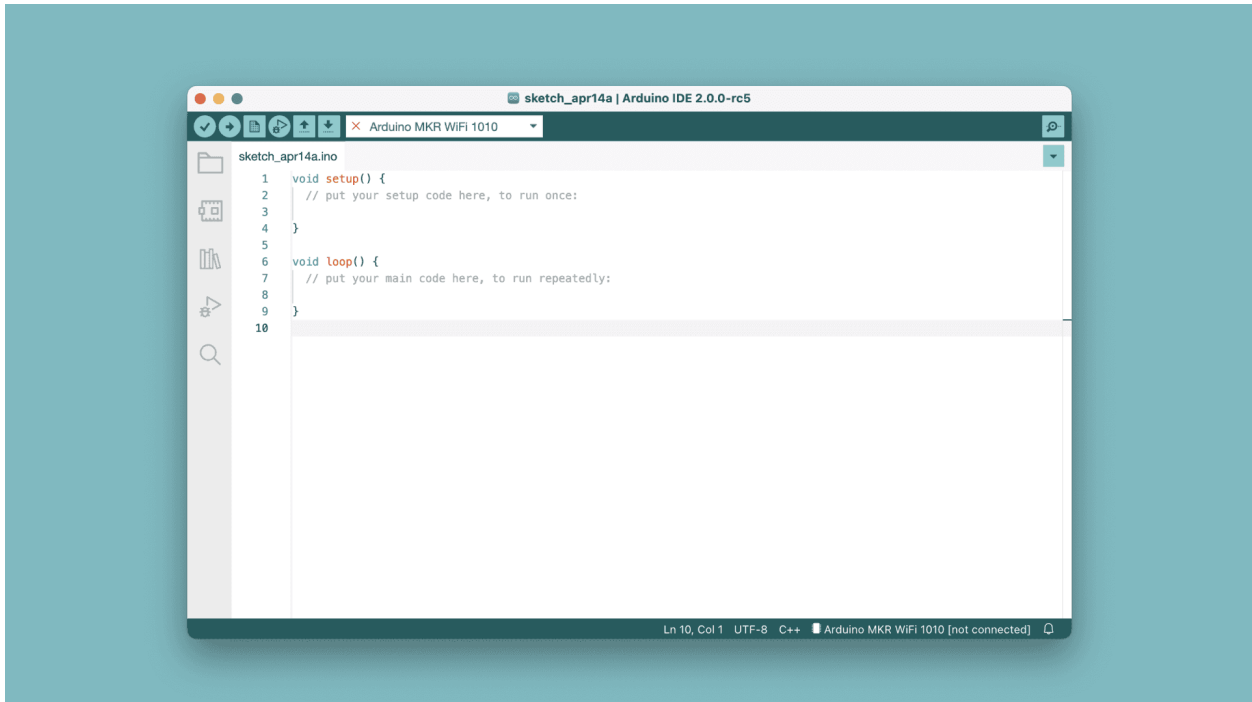 sketch_apr14a | Arduino IDE 2.0.0-rc5
Arduino MKR WiFi 1010
sketch_apr14a.ino
1 void setup() {
2   // put your setup code here, to run once:
3
4 }
5
6 void loop() {
7   // put your main code here, to run repeatedly:
8
9 }
10
Ln 10, Col 1 UTF-8 C++ Arduino MKR WiFi 1010 [not connected]